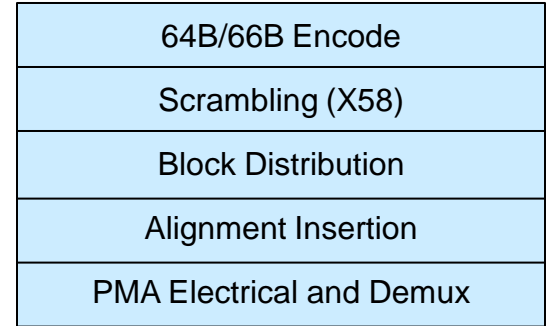 64B/66B Encode
Scrambling (X58)
Block Distribution
Alignment Insertion
PMA Electrical and Demux